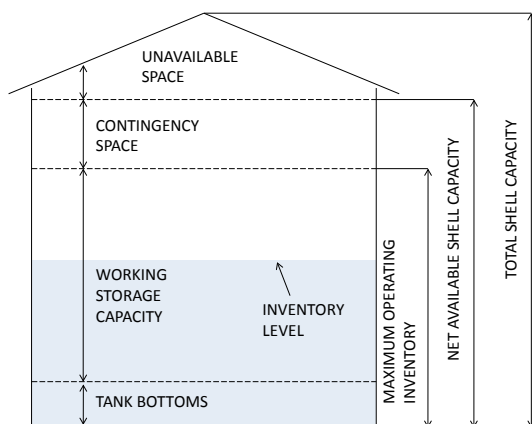 UNAVAILABLE
SPACE
CONTINGENCY
SPACE
WORKING
STORAGE
CAPACITY
INVENTORY
LEVEL
TANK BOTTOMS
MAXIMUM OPERATING
INVENTORY
NET AVAILABLE SHELL CAPACITY
TOTAL SHELL CAPACITY